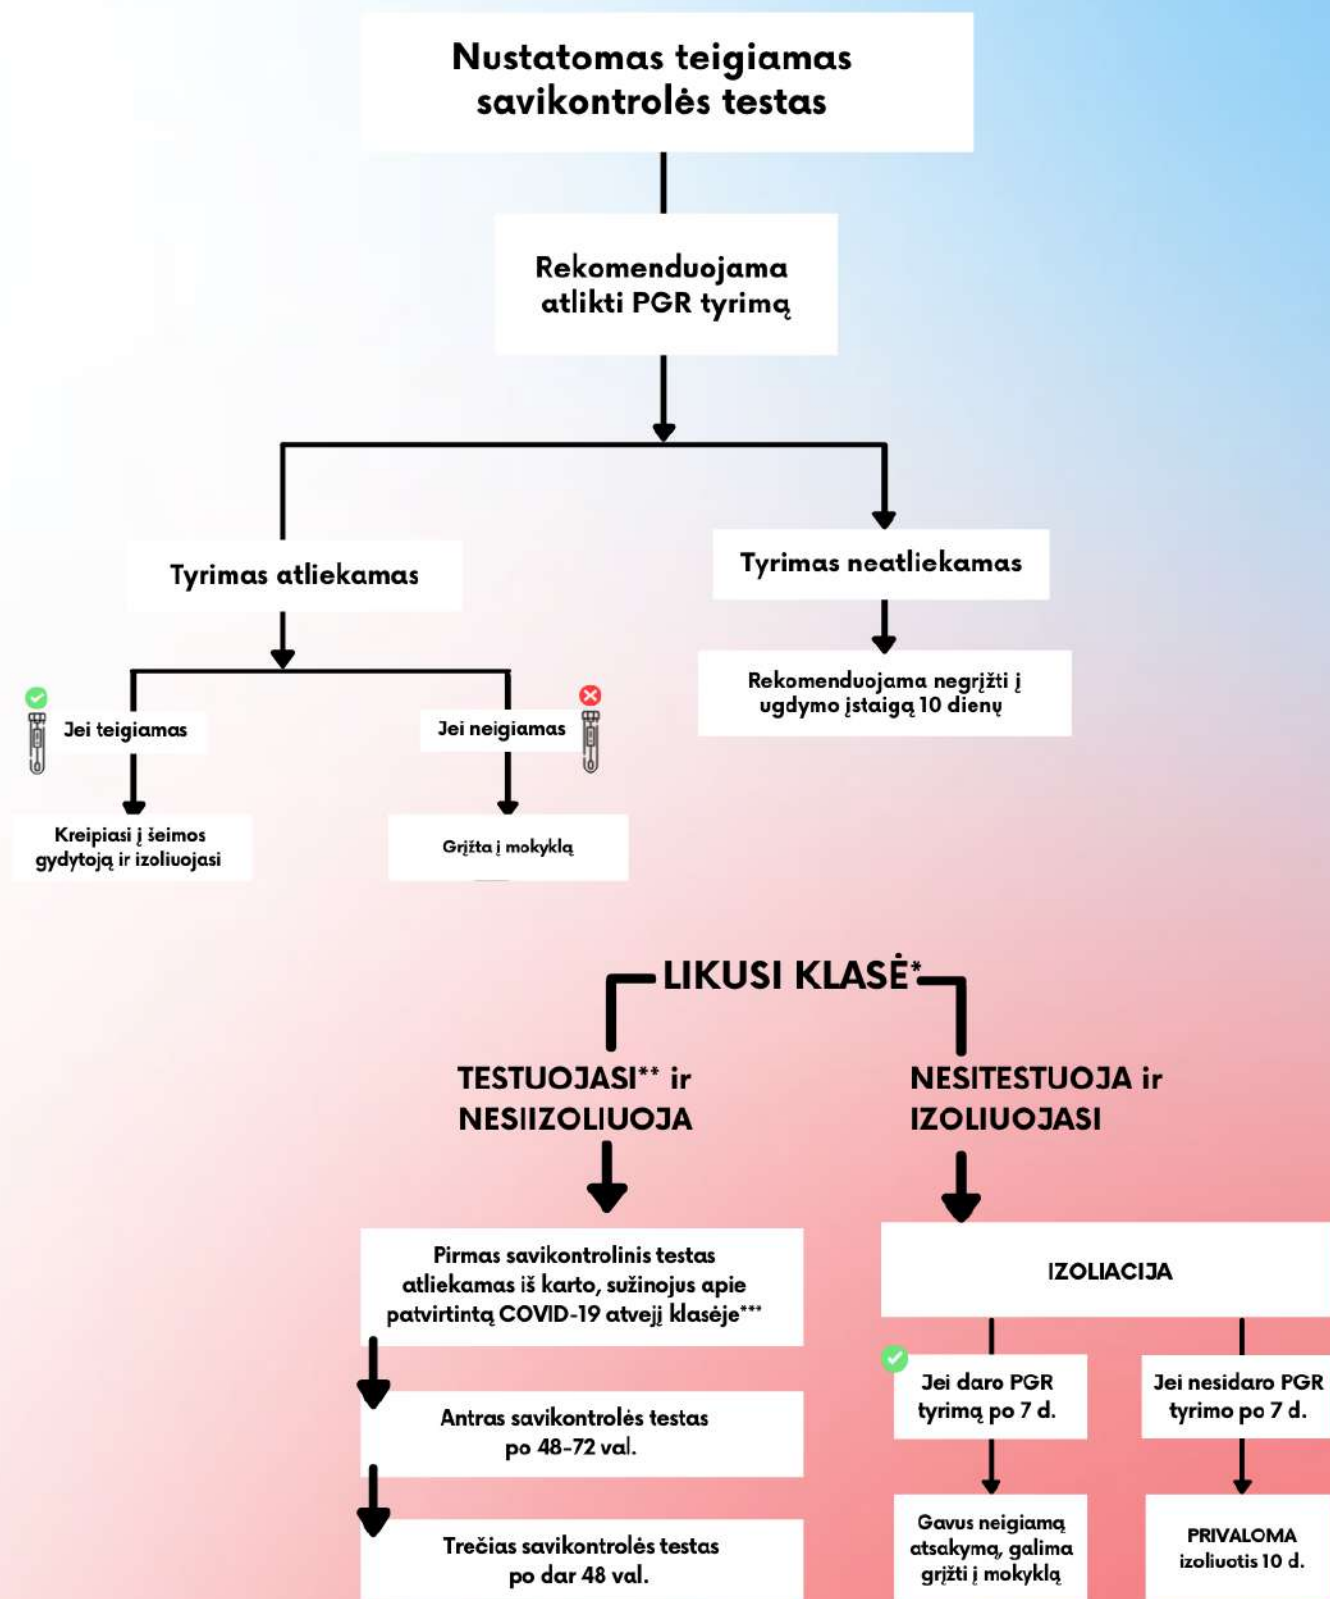 Nustatomas teigiamas
savikontrolės testas
Rekomenduojama
atlikti PGR tyrimą
Tyrimas atliekamas
Tyrimas neatliekamas
Rekomenduojama negrįžti į
ugdymo įstaigą 10 dienų
Jei teigiamas
Jei neigiamas
Kreipiasi į šeimos
gydytoją ir izoliuojasi
Grįžta į mokyklą
LIKUSI KLASĖ*
TESTUOJASI** ir
NESIIZOLIUOJA
NESITESTUOJA ir
IZOLIUOJASI
Pirmas savikontrolinis testas
atliekamas iš karto, sužinojus apie
patvirtintą COVID-19 atvejį klasėje***
Antras savikontrolės testas
po 48-72 val.
Trečias savikontrolės testas
po dar 48 val.
IZOLIACIJA
Jei daro PGR
tyrimą po 7 d.
Jei nesidaro PGR
tyrimo po 7 d.
Gavus neigiamą
atsakymą, galima
grįžti į mokyklą
PRIVALOMA
izoliuotis 10 d.